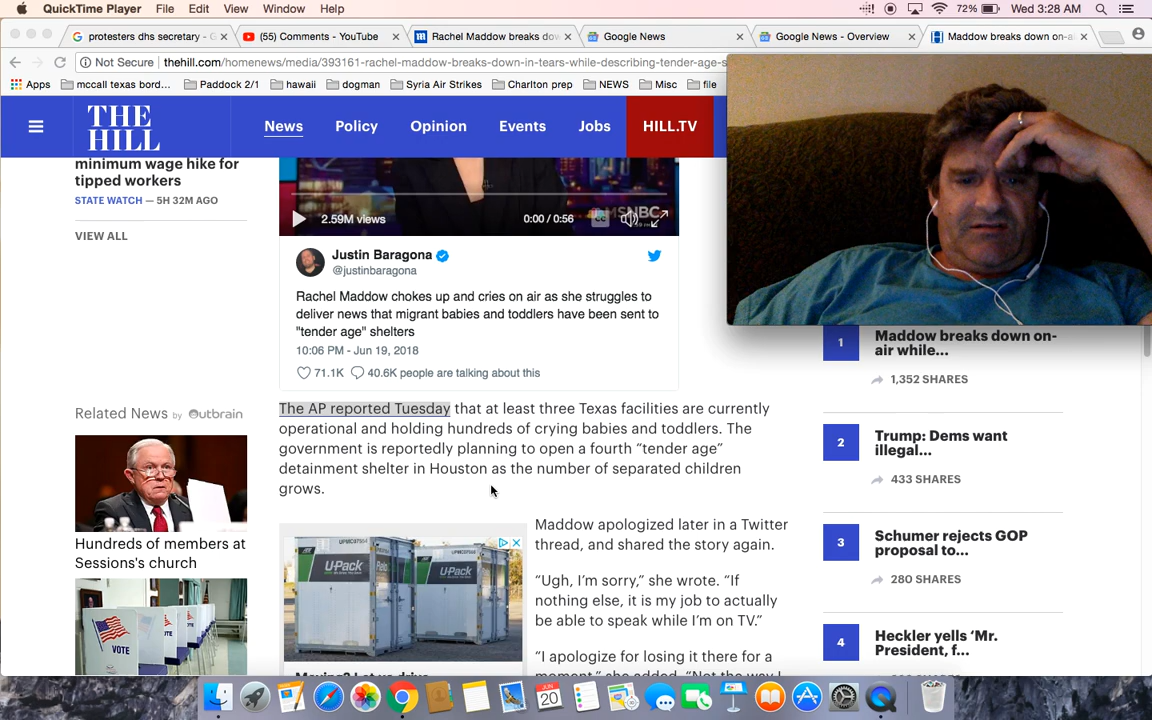 QuickTime Player File Edit View Window Help 72% Wed 3:28 AM
protesters dhs secretary - G
(55) Comments - YouTube
Rachel Maddow breaks dow
Google News
Google News - Overview
Maddow breaks down on-ai
Not Secure thehill.com/homenews/media/393161-rachel-maddow-breaks-down-in-tears-while-describing-tender-age-s
Apps mccall texas bord... Paddock 2/1 hawaii dogman Syria Air Strikes Charlton prep NEWS Misc file
THE
HILL
News Policy Opinion Events Jobs HILL.TV
minimum wage hike for
tipped workers
STATE WATCH — 5H 32M AGO
VIEW ALL
2.59M views 0:00 / 0:56
MSNBC
CC
Justin Baragona
@justinbaragona
Rachel Maddow chokes up and cries on air as she struggles to
deliver news that migrant babies and toddlers have been sent to
"tender age" shelters
10:06 PM - Jun 19, 2018
71.1K 40.6K people are talking about this
The AP reported Tuesday that at least three Texas facilities are currently
operational and holding hundreds of crying babies and toddlers. The
government is reportedly planning to open a fourth “tender age”
detainment shelter in Houston as the number of separated children
grows.
Related News by Outbrain
Hundreds of members at
Sessions's church
VOTE
U-PACK
U-PACK
Maddow apologized later in a Twitter
thread, and shared the story again.
“Ugh, I’m sorry,” she wrote. “If
nothing else, it is my job to actually
be able to speak while I’m on TV.”
“I apologize for losing it there for a
1
Maddow breaks down on-
air while...
1,352 SHARES
2
Trump: Dems want
illegal...
433 SHARES
3
Schumer rejects GOP
proposal to...
280 SHARES
4
Heckler yells ‘Mr.
President, f...
JUN
20